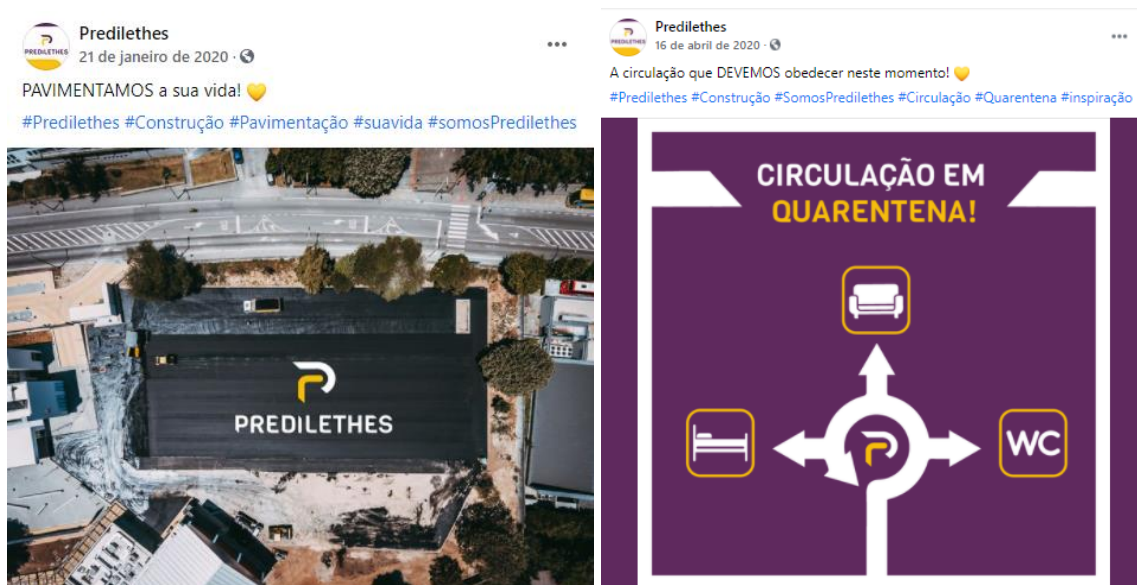 Predilethes
21 de janeiro de 2020 ·
PAVIMENTAMOS a sua vida! 💛
#Predilethes #Construção #Pavimentação #suavida #somosPredilethes
PREDILETHES
PREDILETHES
Predilethes
16 de abril de 2020 ·
A circulação que DEVEMOS obedecer neste momento! 💛
#Predilethes #Construção #SomosPredilethes #Circulação #Quarentena #inspiração
PREDILETHES
CIRCULAÇÃO EM
QUARENTENA!
WC